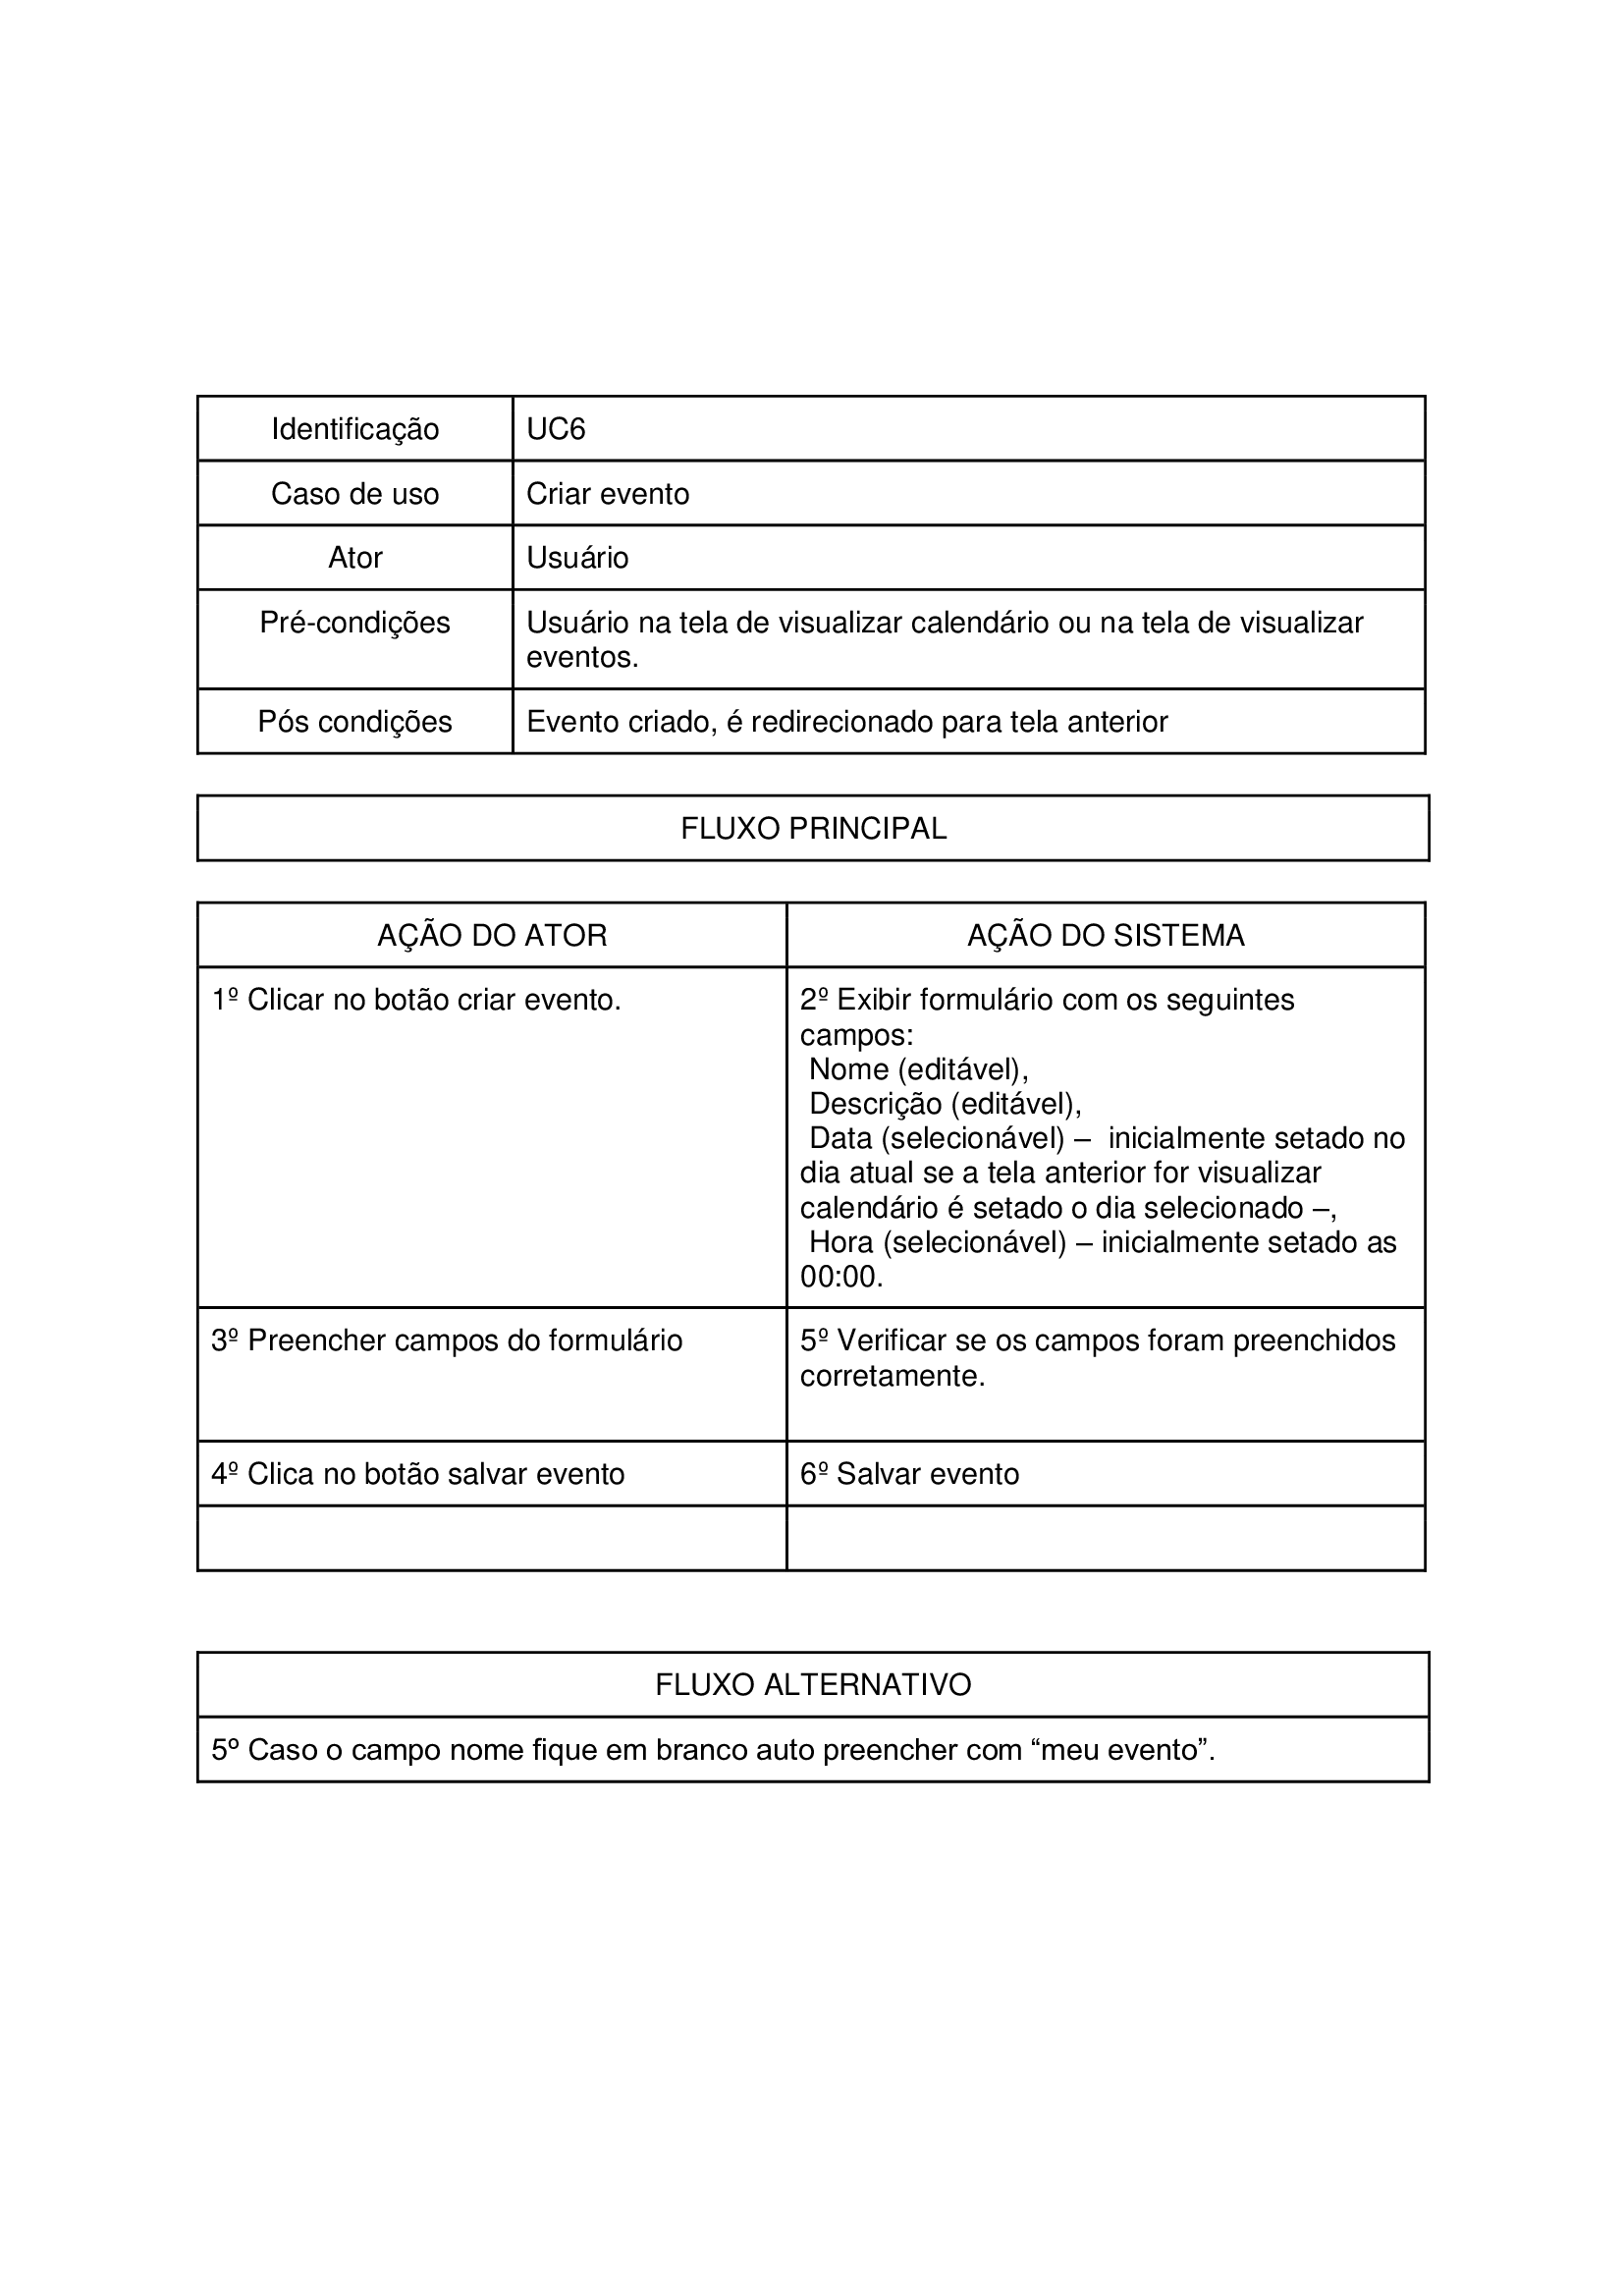 Identificação
UC6
Caso de uso
Criar evento
Ator
Usuário
Pré-condições
Usuário na tela de visualizar calendário ou na tela de visualizar
eventos.
Pós condições
Evento criado, é redirecionado para tela anterior
FLUXO PRINCIPAL
AÇÃO DO ATOR
AÇÃO DO SISTEMA
1º Clicar no botão criar evento.
2º Exibir formulário com os seguintes
campos:
Nome (editável),
Descrição (editável),
Data (selecionável) – inicialmente setado no
dia atual se a tela anterior for visualizar
calendário é setado o dia selecionado –,
Hora (selecionável) – inicialmente setado as
00:00.
3º Preencher campos do formulário
5º Verificar se os campos foram preenchidos
corretamente.
4º Clica no botão salvar evento
6º Salvar evento
FLUXO ALTERNATIVO
5º Caso o campo nome fique em branco auto preencher com “meu evento”.